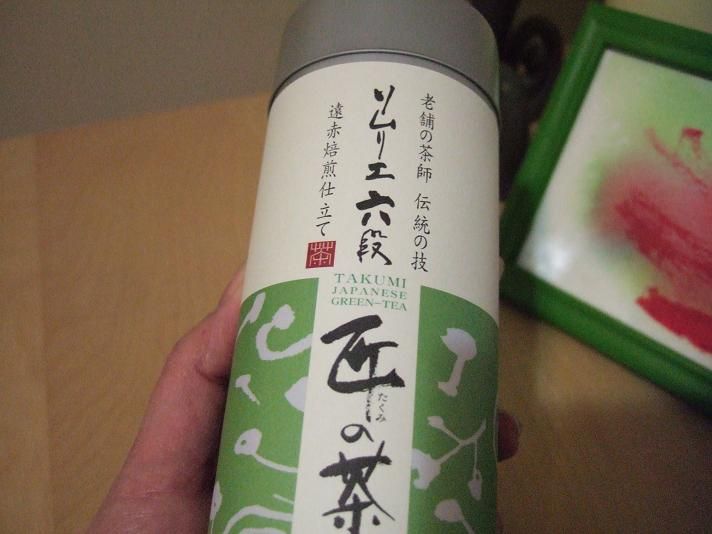 老舗の茶師 伝統の技
ソムリエ六段
遠赤焙煎仕立て
茶
TAKUMI
JAPANESE
GREEN-TEA
匠の茶
たくみ